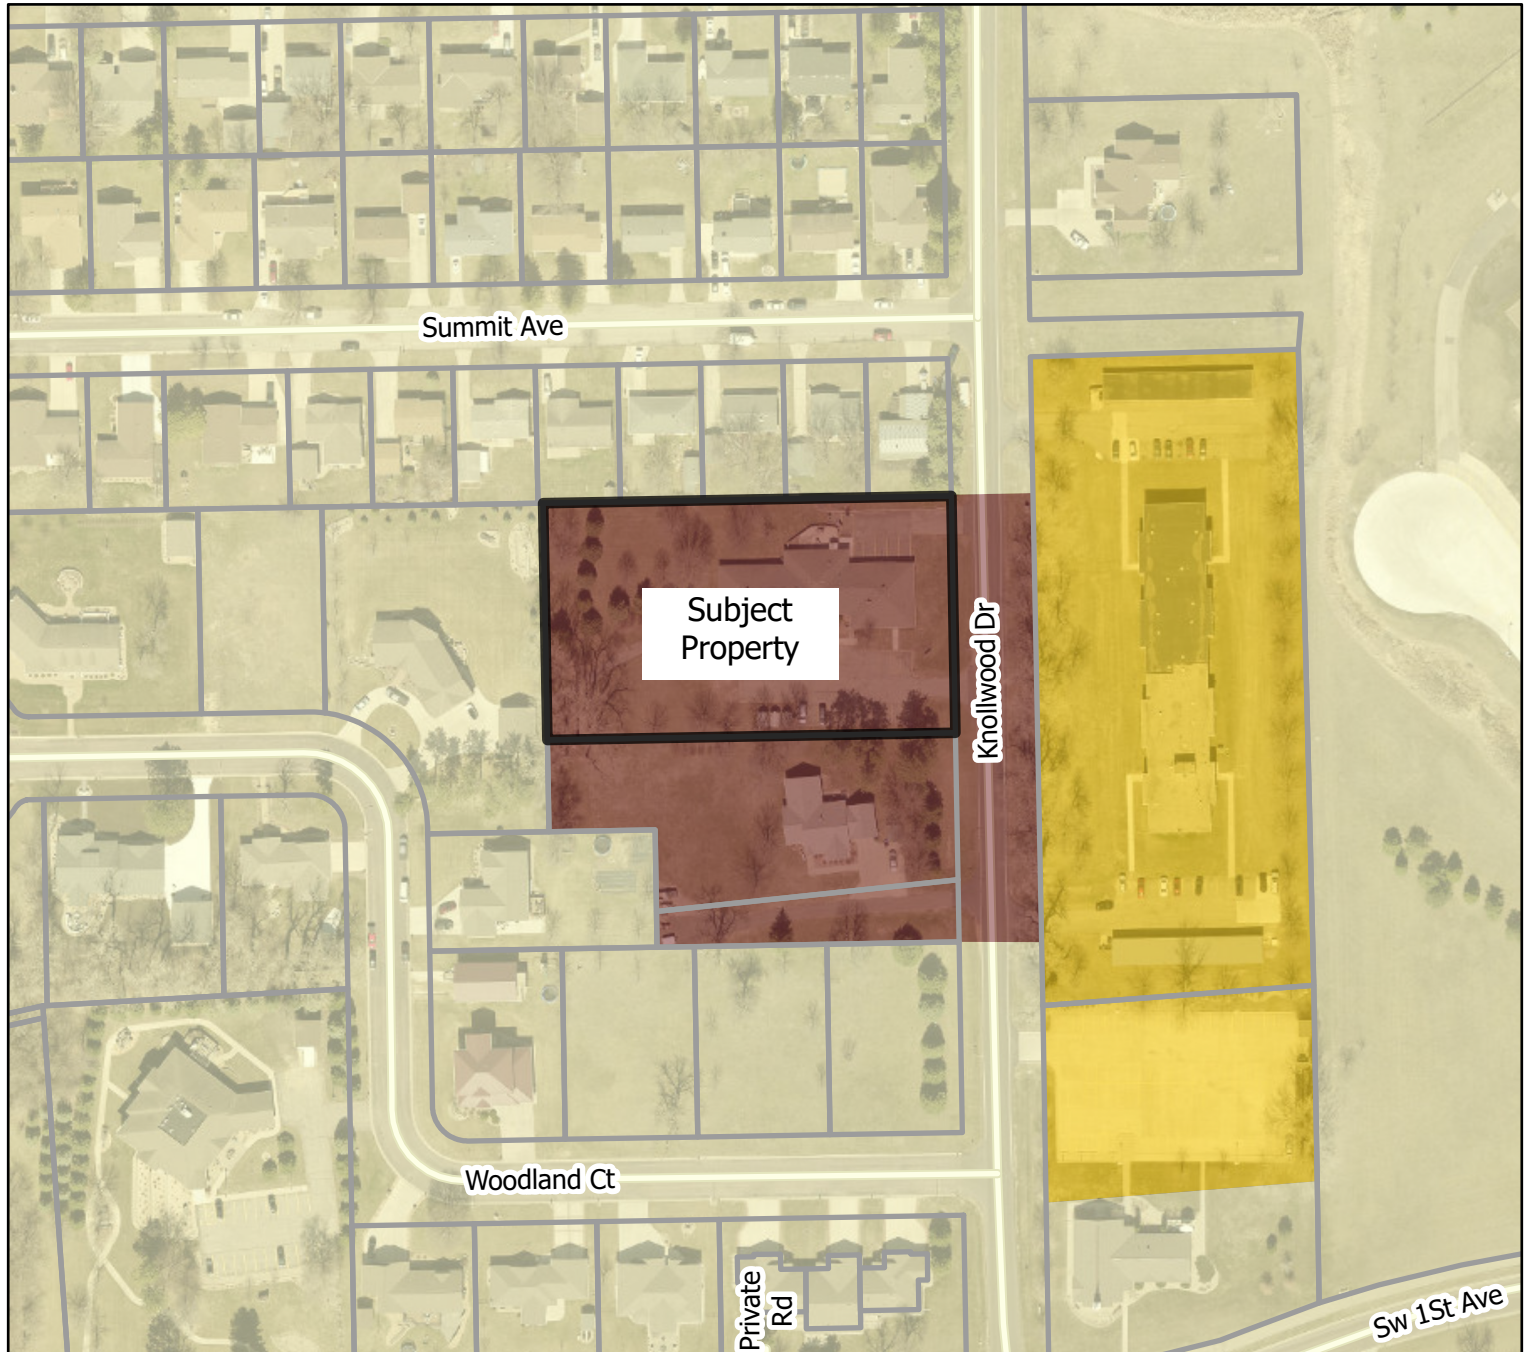 Summit Ave
Subject
Property
Knollwood Dr
Woodland Ct
Private
Rd
Sw 1St Ave